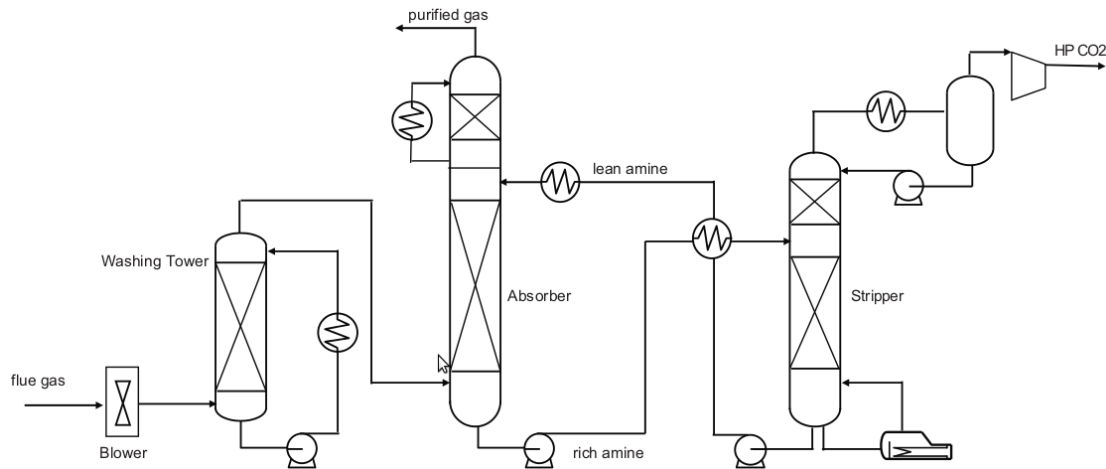 purified gas
HP CO2
lean amine
Washing Tower
Absorber
Stripper
flue gas
Blower
rich amine